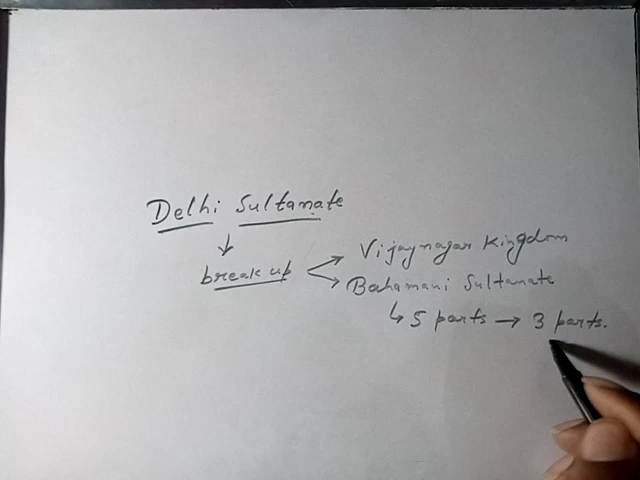 Delhi Sultanate
↓
break up
Vijaynagar Kingdom
Bahamani Sultanate
↳ 5 parts → 3 parts.